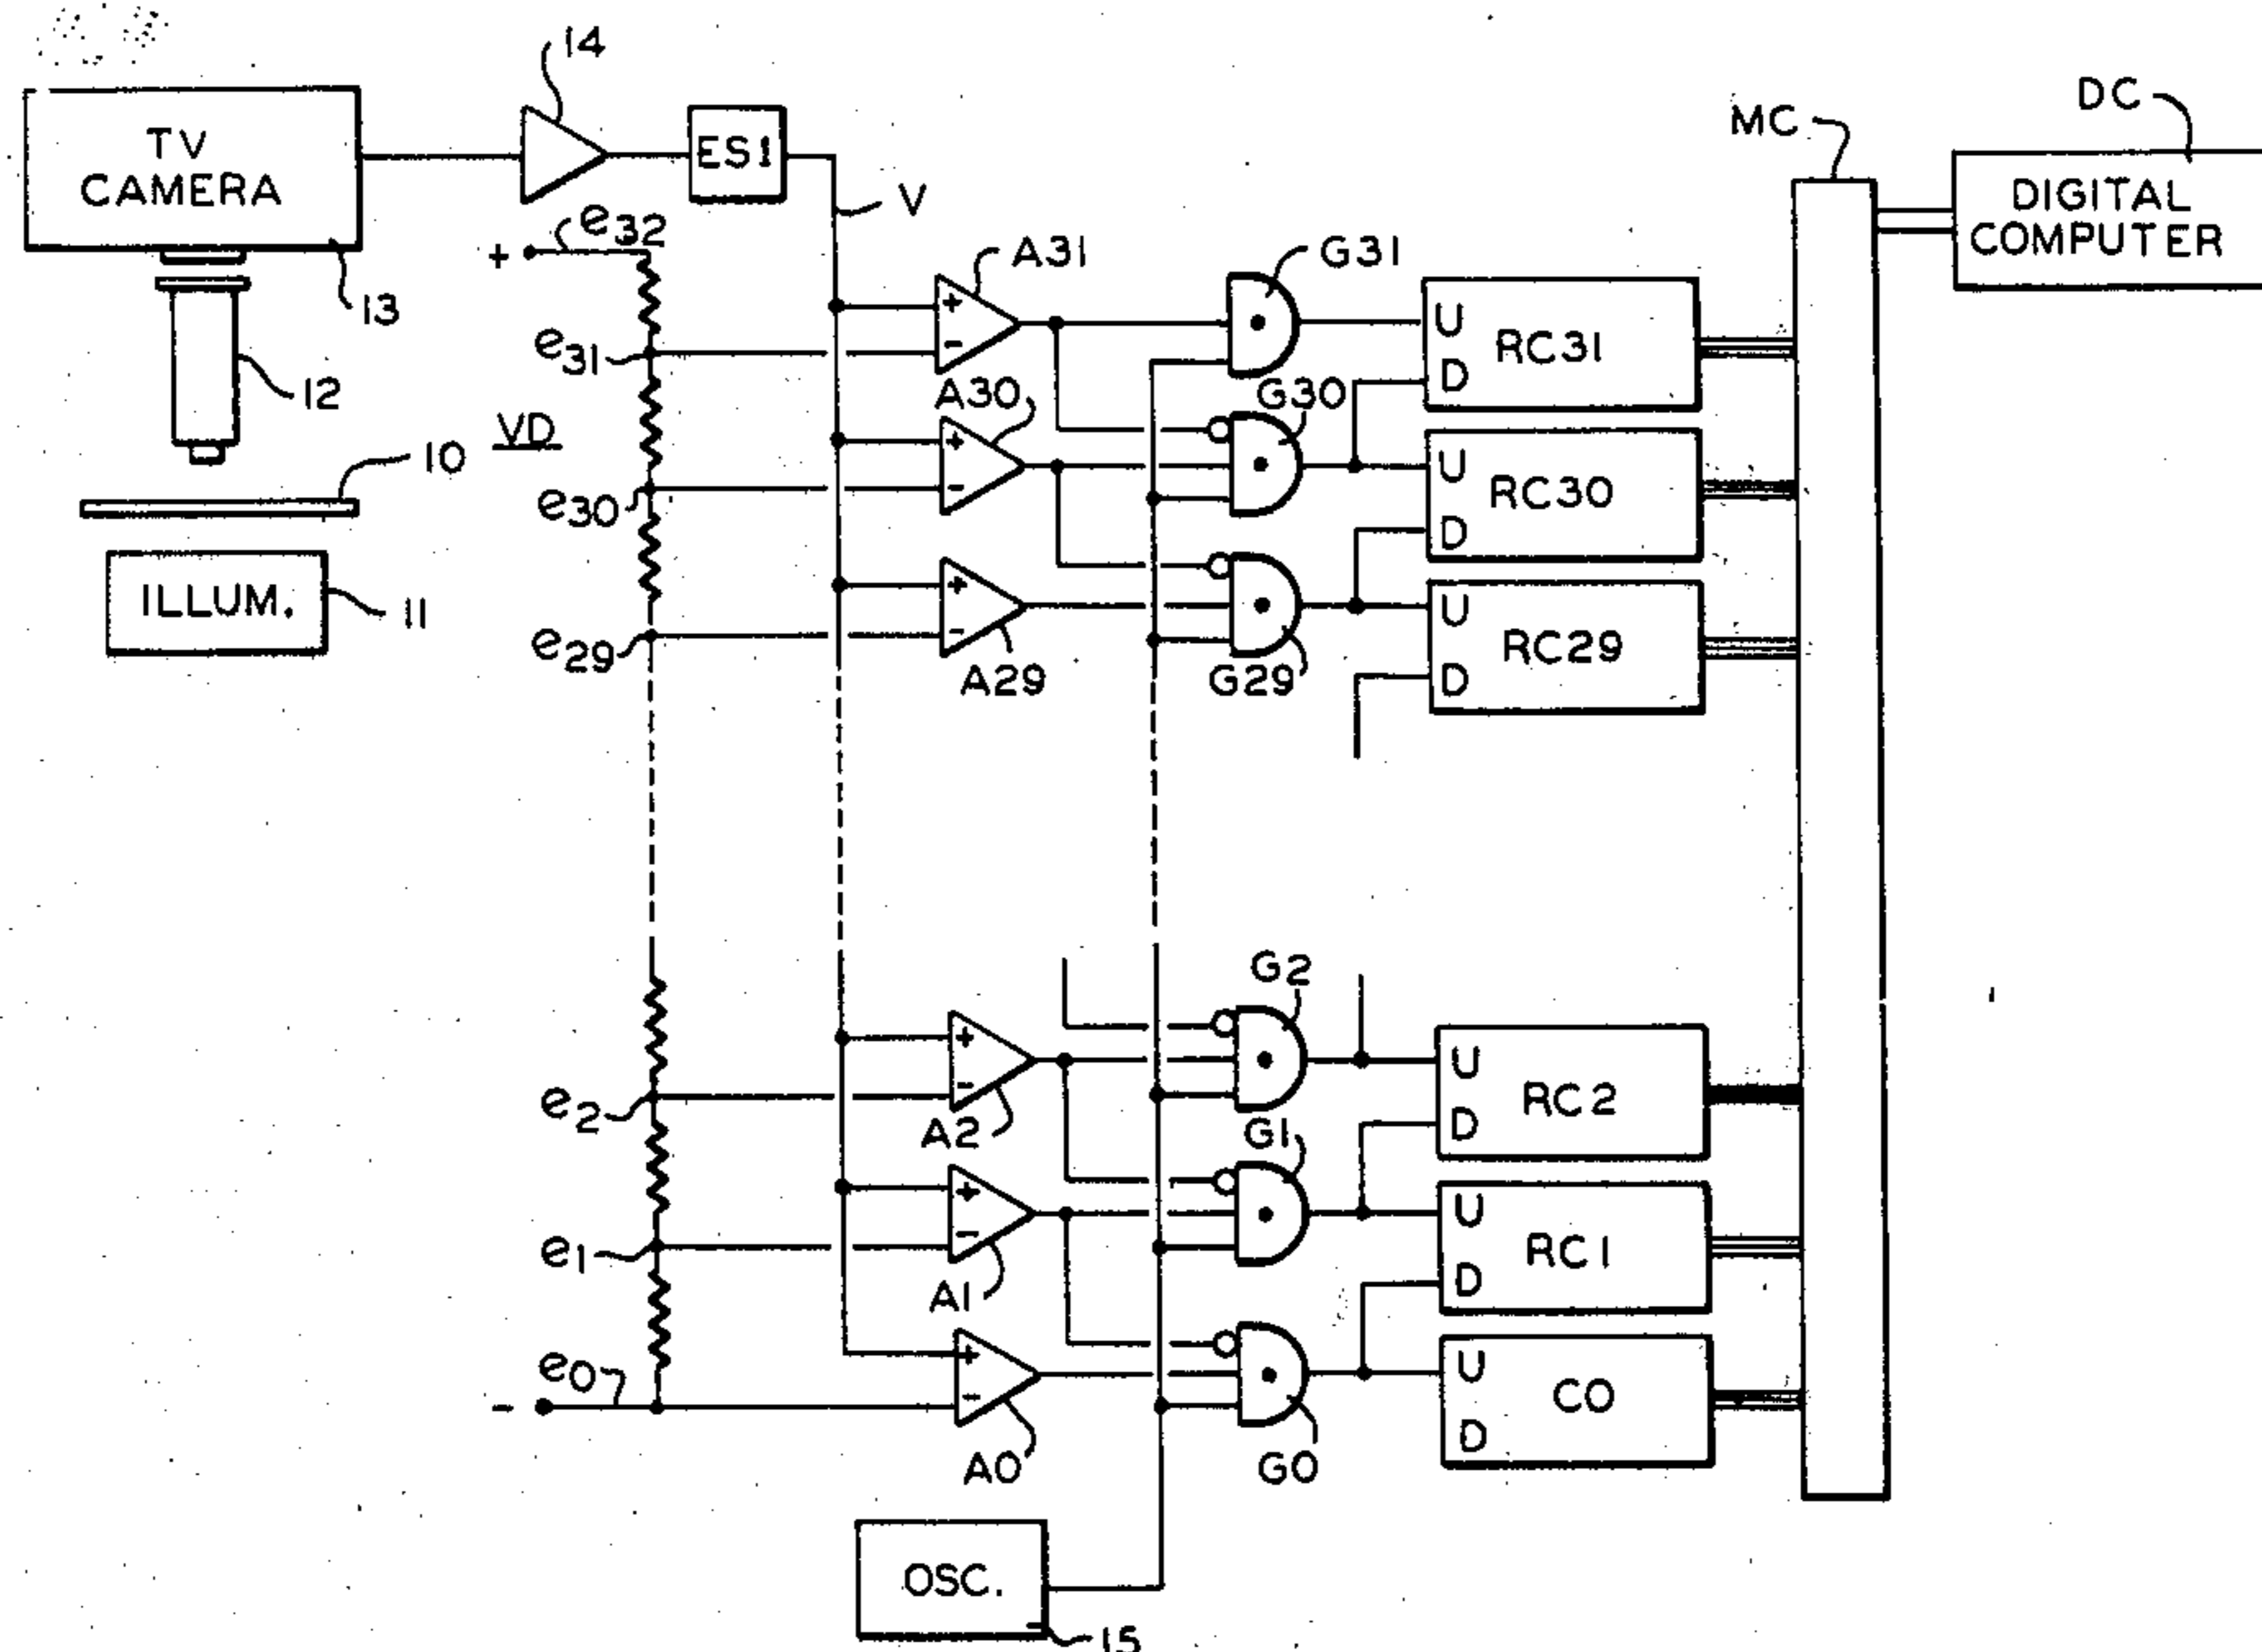 14
DC
MC
TV
CAMERA
ES1
DIGITAL
COMPUTER
V
e32
+
A31
G31
13
+
-
U
D
RC31
e31
12
A30
G30
VD
10
+
-
U
D
RC30
e30
ILLUM.
11
+
-
U
D
RC29
e29
A29
G29
G2
+
-
U
D
RC2
e2
A2
G1
+
-
U
D
RC1
e1
A1
e0
-
+
-
U
D
C0
A0
G0
OSC.
15